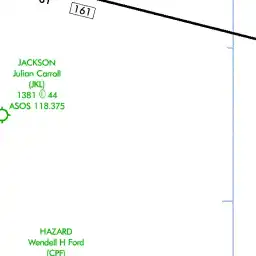 161
JACKSON
Julian Carroll
(JKL)
1381 © 44
ASOS 118.375
HAZARD
Wendell H Ford
(CPF)